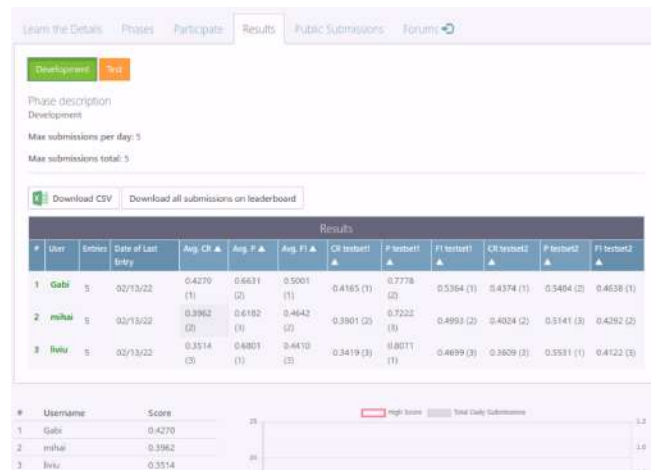 Learn the Details Phases Participate Results Public Submissions Forums
Development Test
Phase description
Development
Max submissions per day: 5
Max submissions total: 5
Download CSV Download all submissions on leaderboard
Results
# User Entries Date of Last Entry Avg. CR ▲ Avg. P ▲ Avg. F1 ▲ CR testset1 ▲ P testset1 ▲ F1 testset1 ▲ CR testset2 ▲ P testset2 ▲ F1 testset2 ▲
1 Gabi 5 02/13/22 0.4270 (1) 0.6631 (2) 0.5001 (1) 0.4165 (1) 0.7778 (2) 0.5364 (1) 0.4374 (1) 0.5484 (2) 0.4638 (1)
2 mihai 5 02/13/22 0.3962 (2) 0.6182 (3) 0.4642 (2) 0.3901 (2) 0.7222 (3) 0.4993 (2) 0.4024 (2) 0.5141 (3) 0.4292 (2)
3 liviu 5 02/13/22 0.3514 (3) 0.6801 (1) 0.4410 (3) 0.3419 (3) 0.8071 (1) 0.4699 (3) 0.3609 (3) 0.5531 (1) 0.4122 (3)
# Username Score
1 Gabi 0.4270
2 mihai 0.3962
3 liviu 0.3514
High Score Total Daily Submissions
25 1.2
20 1.0